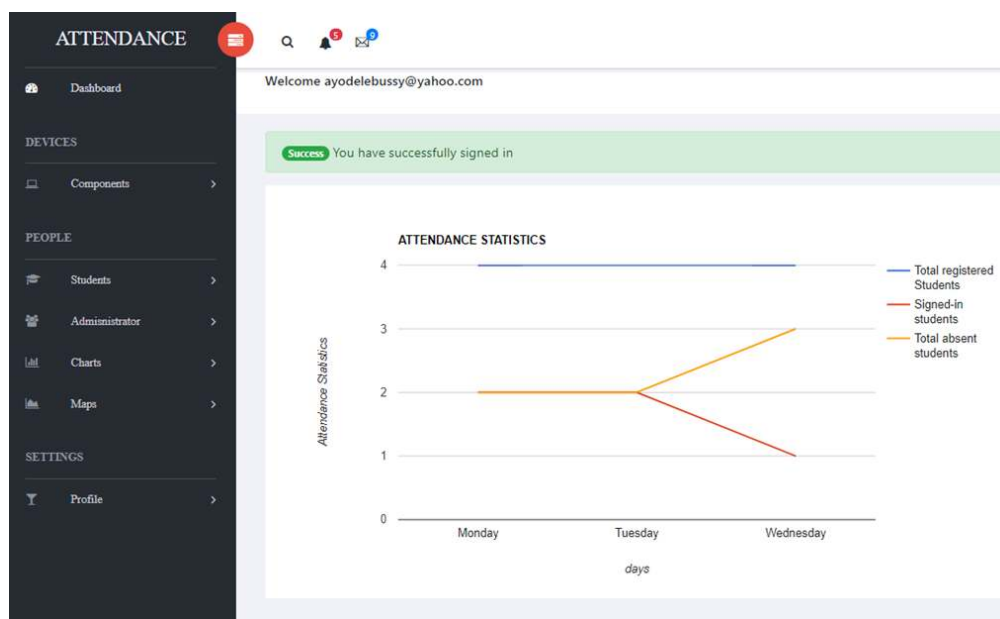 ATTENDANCE
5
9
Dashboard
Welcome ayodelebussy@yahoo.com
DEVICES
Success You have successfully signed in
Components
PEOPLE
ATTENDANCE STATISTICS
Students
Admisnistrator
Charts
Maps
SETTINGS
Profile
4
3
2
1
0
Attendance Statistics
Monday Tuesday Wednesday
days
Total registered
Students
Signed-in
students
Total absent
students